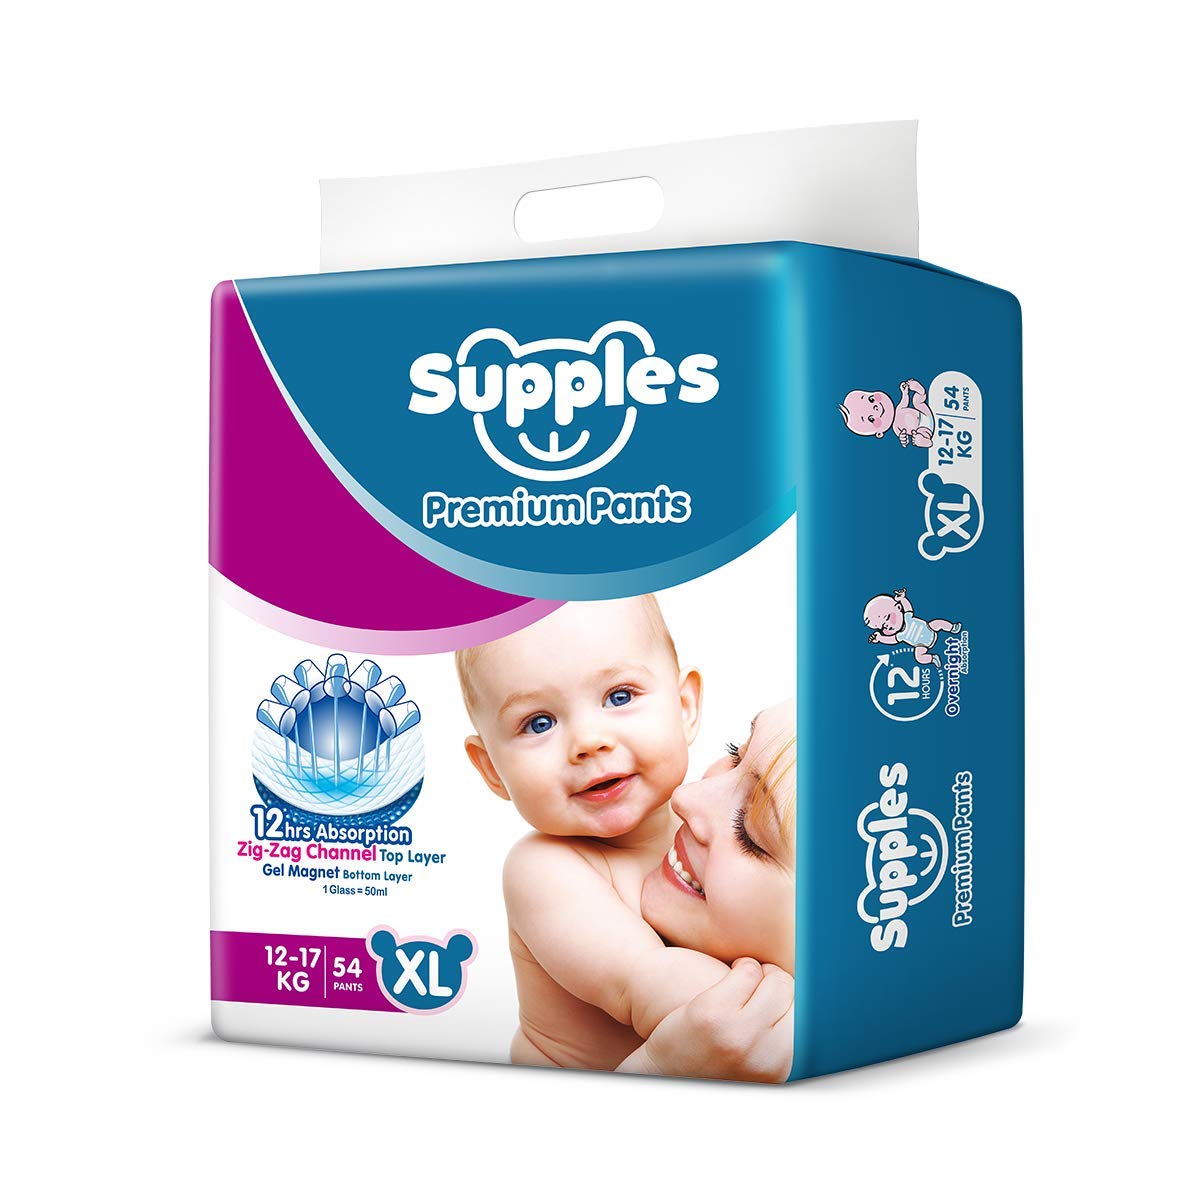 Supples
Premium Pants
12hrs Absorption
Zig-Zag Channel Top Layer
Gel Magnet Bottom Layer
1 Glass = 50ml
12-17
KG
54
PANTS
XL
54
PANTS
12-17
KG
XL
12
HOURS
Overnight
Absorption
Supples
Premium Pants